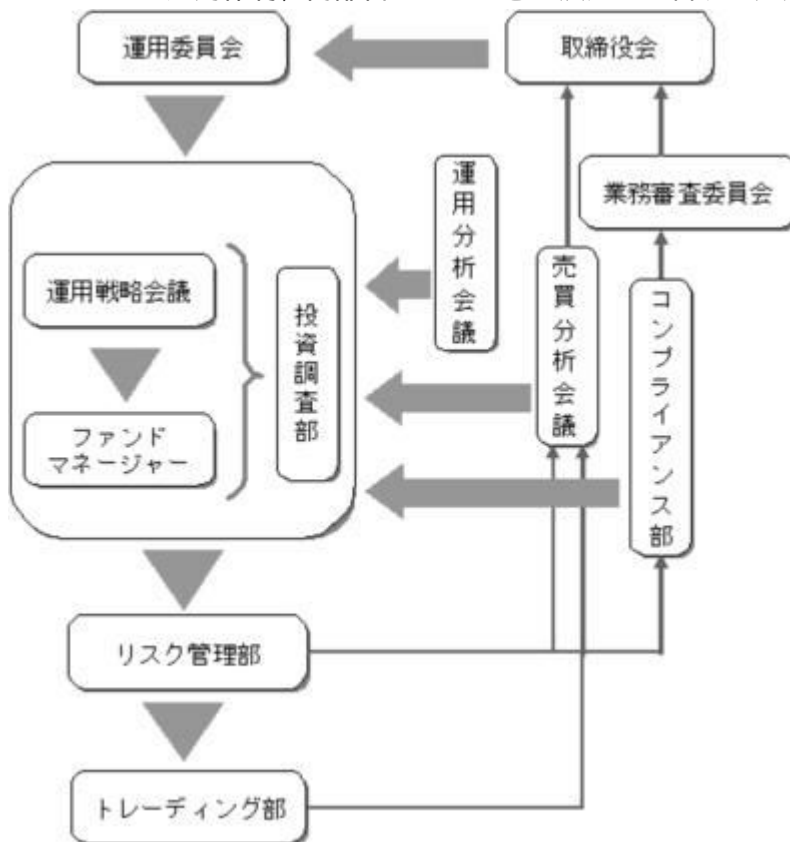 運用委員会
取締役会
運用分析会議
業務審査委員会
売買分析会議
コンプライアンス部
運用戦略会議
投資調査部
ファンド
マネージャー
リスク管理部
トレーディング部